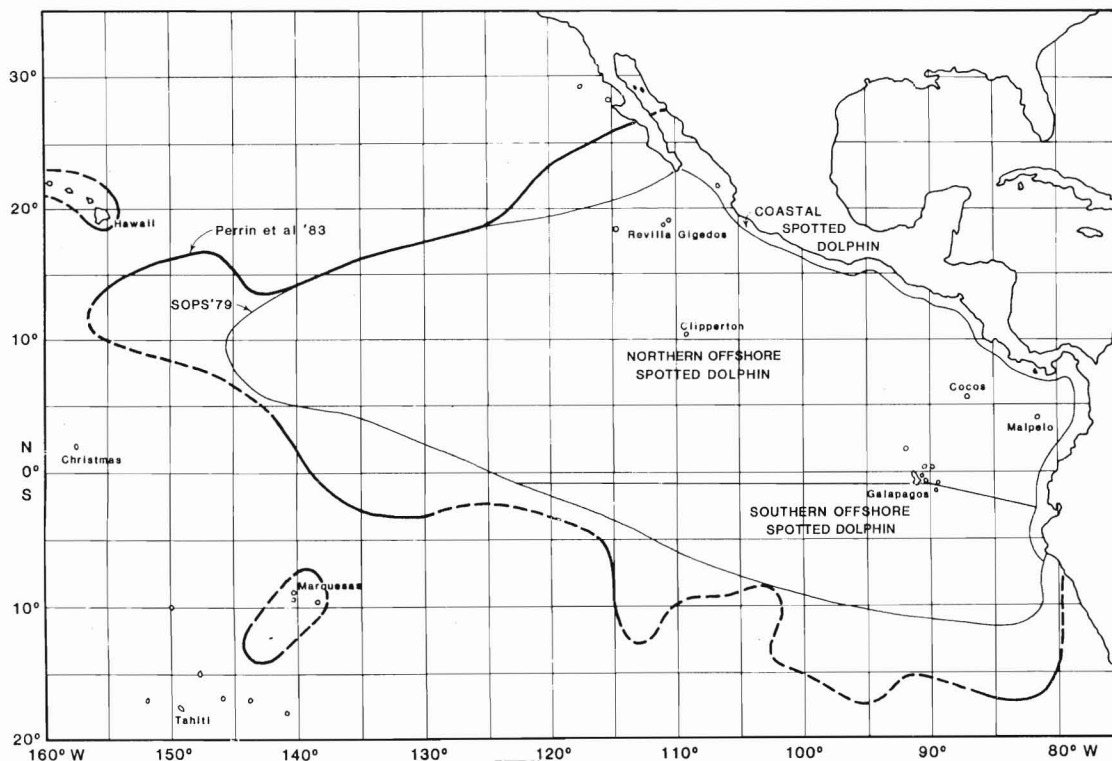 30°
20°
10°
N
0°
S
10°
20°
160° W
150°
140°
130°
120°
110°
100°
90°
80° W
Hawaii
Perrin et al '83
SOPS'79
Revilla Gigedos
COASTAL
SPOTTED
DOLPHIN
Clipperton
NORTHERN OFFSHORE
SPOTTED DOLPHIN
Cocos
Malpelo
Christmas
Galapagos
SOUTHERN OFFSHORE
SPOTTED DOLPHIN
Marquesas
Tahiti